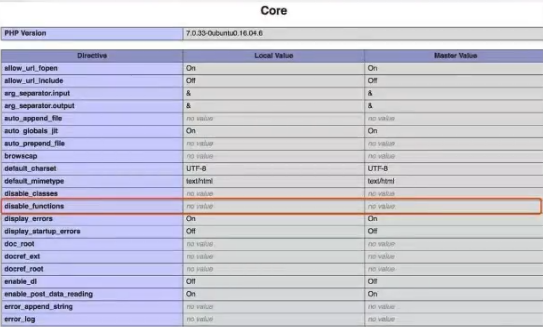 Core
PHP Version 7.0.33-0ubuntu0.16.04.6
Directive Local Value Master Value
allow_url_fopen On On
allow_url_include Off Off
arg_separator.input & &
arg_separator.output & &
auto_append_file no value no value
auto_globals_jit On On
auto_prepend_file no value no value
browscap no value no value
default_charset UTF-8 UTF-8
default_mimetype text/html text/html
disable_classes no value no value
disable_functions no value no value
display_errors On On
display_startup_errors Off Off
doc_root no value no value
docref_ext no value no value
docref_root no value no value
enable_dl Off Off
enable_post_data_reading On On
error_append_string no value no value
error_log no value no value